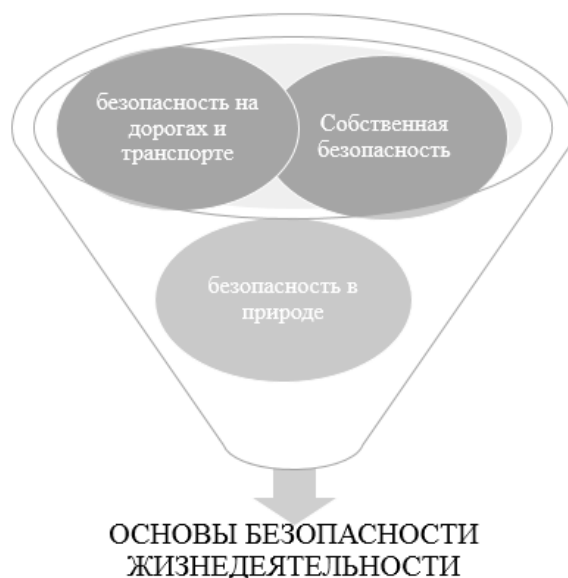 безопасность на
дорогах и
транспорте
Собственная
безопасность
безопасность в
природе
ОСНОВЫ БЕЗОПАСНОСТИ
ЖИЗНЕДЕЯТЕЛЬНОСТИ